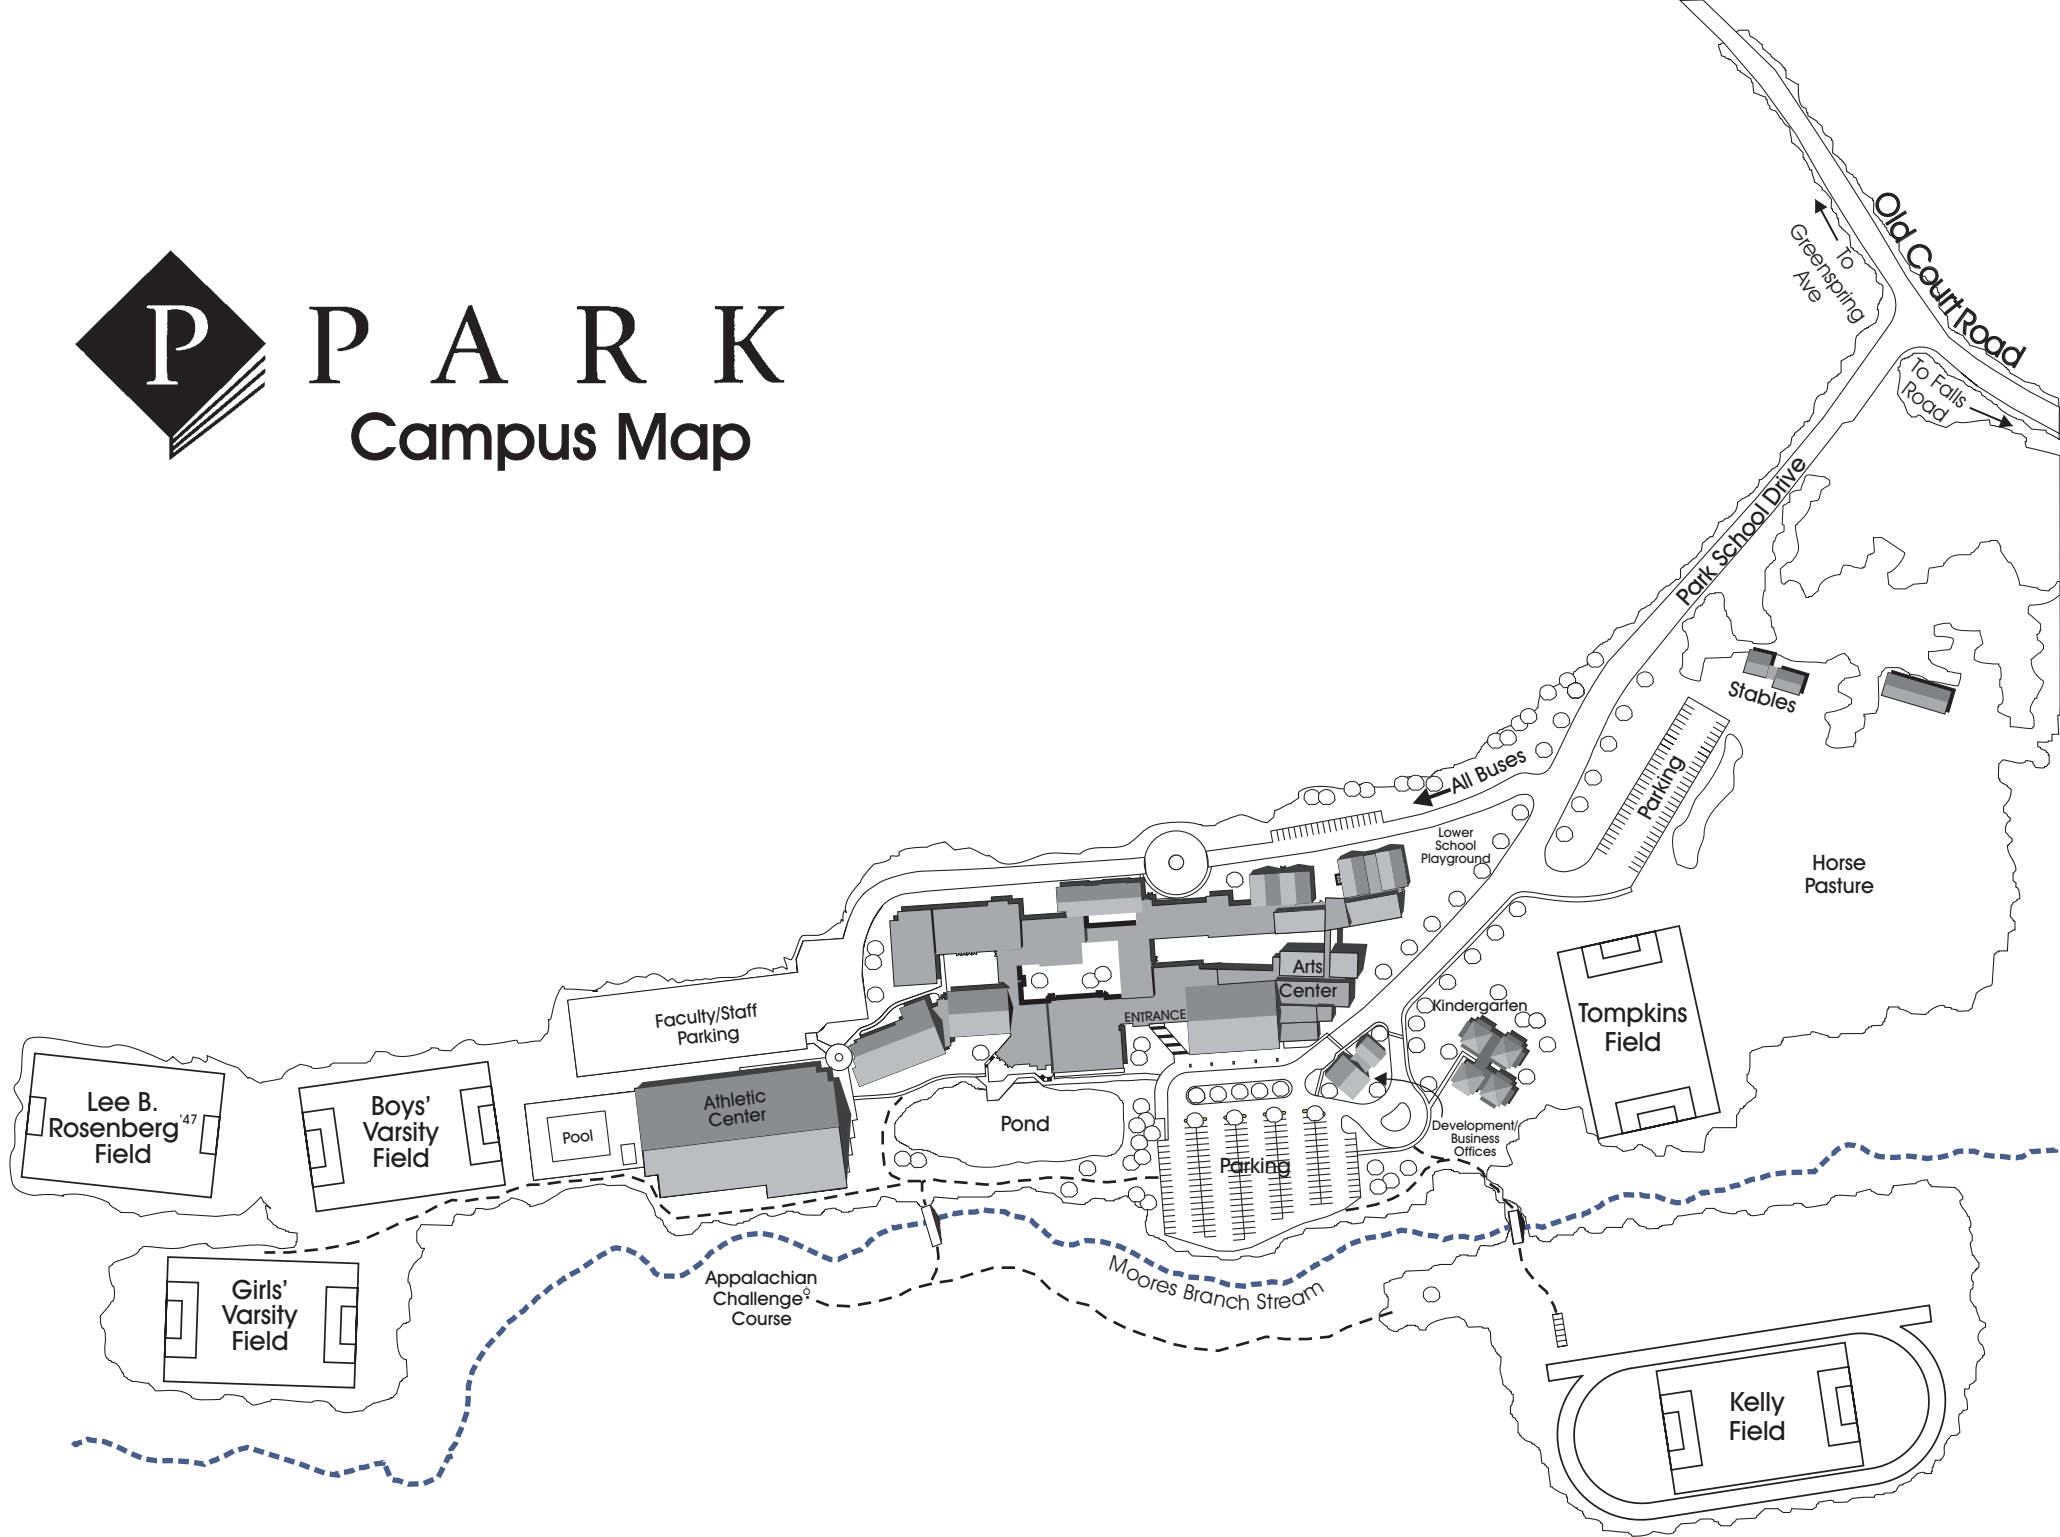 P
PARK
Campus Map
Old Court Road
To
Greenspring
Ave
To Falls
Road
Park School Drive
Stables
All Buses
Parking
Lower
School
Playground
Horse
Pasture
Arts
Center
ENTRANCE
Kindergarten
Tompkins
Field
Faculty/Staff
Parking
Lee B.
Rosenberg '47
Field
Boys'
Varsity
Field
Pool
Athletic
Center
Pond
Development/
Business
Offices
Parking
Girls'
Varsity
Field
Appalachian
Challenge
Course
Moores Branch Stream
Kelly
Field